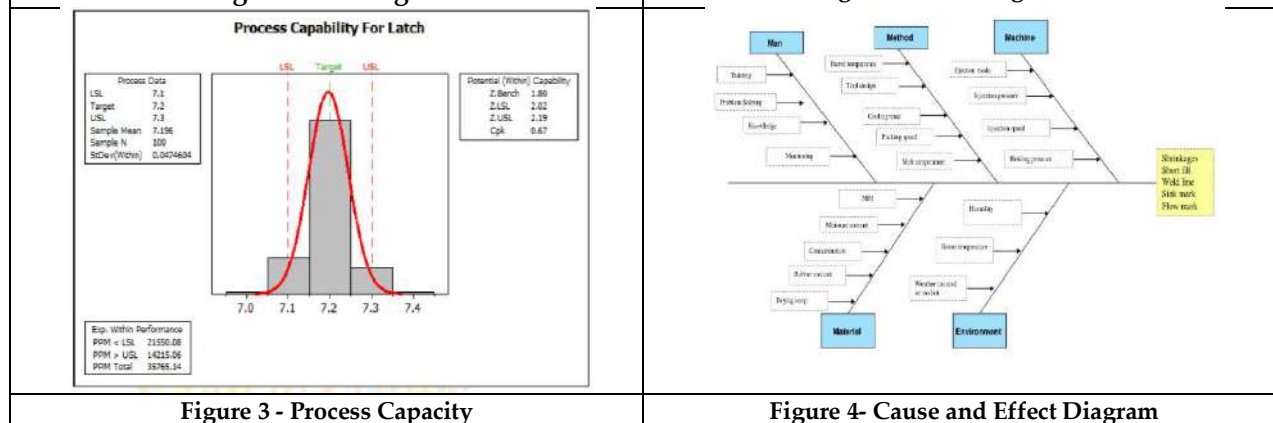 Process Capability For Latch
LSL Target USL
Process Data
LSL 7.1
Target 7.2
USL 7.3
Sample Mean 7.196
Sample N 100
StDev(Within) 0.0474604
Potential (Within) Capability
Z.Bench 1.80
Z.LSL 2.02
Z.USL 2.19
Cpk 0.67
7.0 7.1 7.2 7.3 7.4
Exp. Within Performance
PPM < LSL 21550.08
PPM > USL 14215.06
PPM Total 35765.14
Figure 3 - Process Capacity
Man
Method
Machine
Training
Problem Solving
Knowledge
Monitoring
Barrel temperature
Tool design
Cooling time
Packing speed
Melt temperature
Ejection mode
Injection pressure
Injection speed
Holding pressure
Shrinkages
Short fill
Weld line
Sink mark
Flow mark
MFI
Moisture content
Contamination
Drying temp
Humidity
Room temperature
Weather
Material
Environment
Figure 4- Cause and Effect Diagram